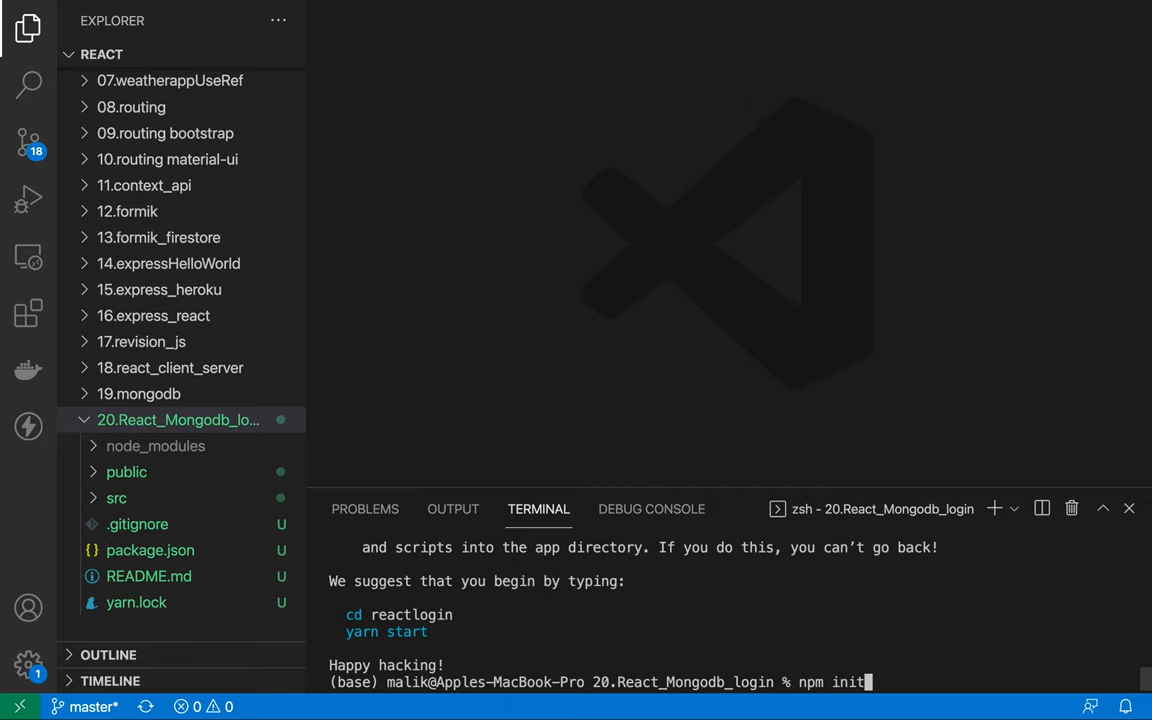 EXPLORER
REACT
07.weatherappUseRef
08.routing
09.routing bootstrap
10.routing material-ui
11.context_api
12.formik
13.formik_firestore
14.expressHelloWorld
15.express_heroku
16.express_react
17.revision_js
18.react_client_server
19.mongodb
20.React_Mongodb_lo...
node_modules
public
src
.gitignore U
{} package.json U
README.md U
yarn.lock U
OUTLINE
TIMELINE
18
1
PROBLEMS OUTPUT TERMINAL DEBUG CONSOLE zsh - 20.React_Mongodb_login
and scripts into the app directory. If you do this, you can’t go back!
We suggest that you begin by typing:
cd reactlogin
yarn start
Happy hacking!
(base) malik@Apples-MacBook-Pro 20.React_Mongodb_login % npm init
master* 0 0